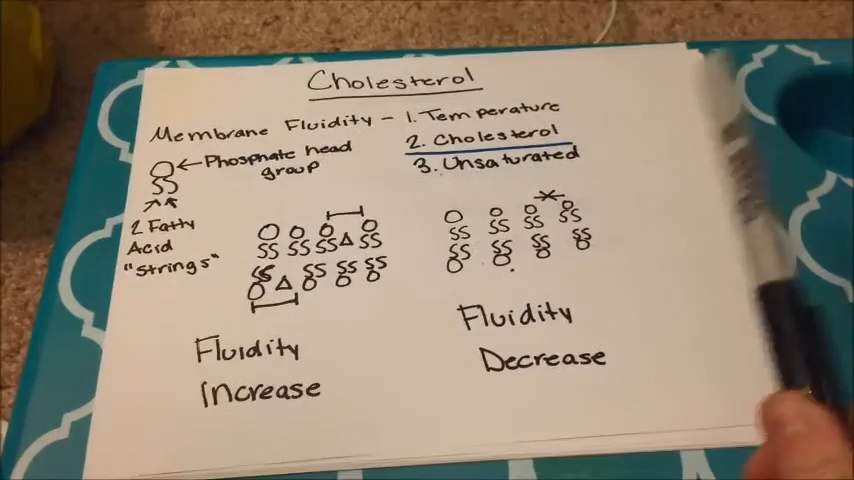 Cholesterol
Membrane Fluidity - 1. Temperature
2. Cholesterol
3. Unsaturated
Phosphate head
group
2 Fatty
Acid
"strings"
Fluidity
Increase
Fluidity
Decrease